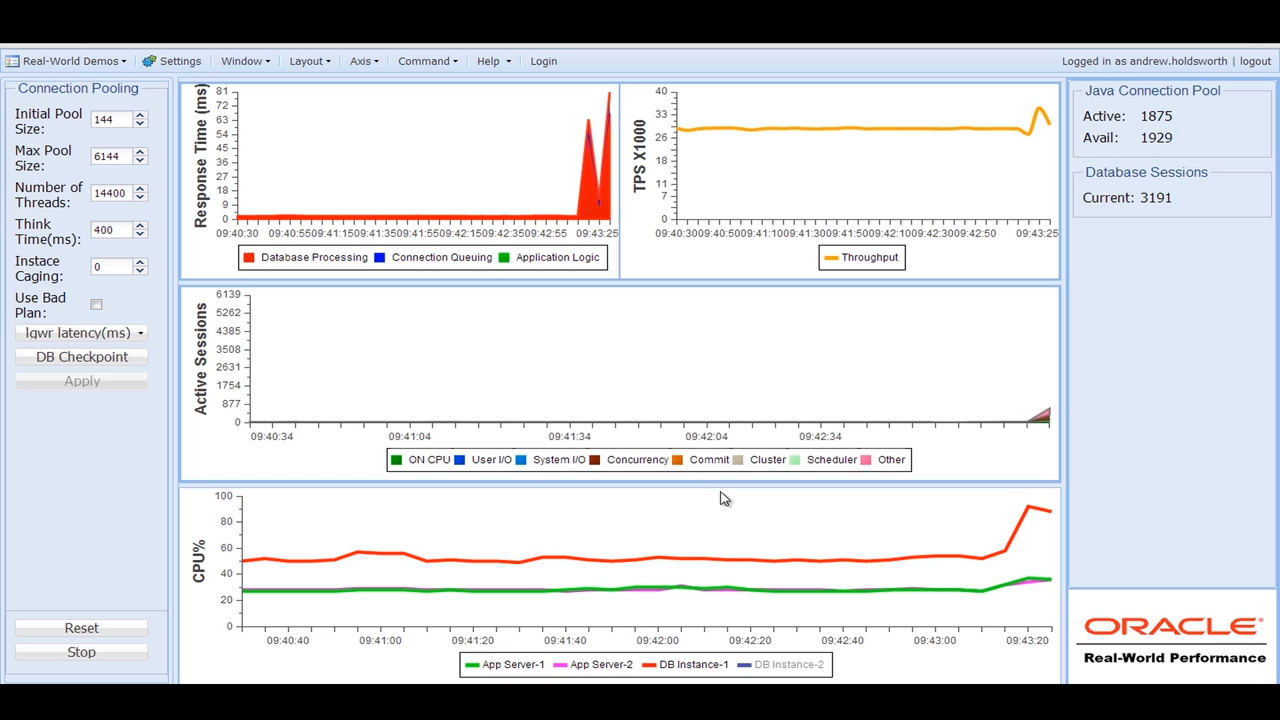 Real-World Demos Settings Window Layout Axis Command Help Login Logged in as andrew.holdsworth | logout
Connection Pooling
Initial Pool Size: 144
Max Pool Size: 6144
Number of Threads: 14400
Think Time(ms): 400
Instace Caging: 0
Use Bad Plan:
lgwr latency(ms)
DB Checkpoint
Apply
Reset
Stop
Response Time (ms)
81
72
63
54
45
36
27
18
9
0
09:40:30 09:40:55 09:41:15 09:41:35 09:41:55 09:42:15 09:42:35 09:42:55 09:43:25
Database Processing Connection Queuing Application Logic
TPS X1000
40
33
26
18
11
7
0
09:40:30 09:40:50 09:41:10 09:41:30 09:41:50 09:42:10 09:42:30 09:42:50 09:43:25
Throughput
Active Sessions
6139
5262
4385
3508
2631
1754
877
0
09:40:34 09:41:04 09:41:34 09:42:04 09:42:34
ON CPU User I/O System I/O Concurrency Commit Cluster Scheduler Other
CPU%
100
80
60
40
20
0
09:40:40 09:41:00 09:41:20 09:41:40 09:42:00 09:42:20 09:42:40 09:43:00 09:43:20
App Server-1 App Server-2 DB Instance-1 DB Instance-2
Java Connection Pool
Active: 1875
Avail: 1929
Database Sessions
Current: 3191
ORACLE
Real-World Performance